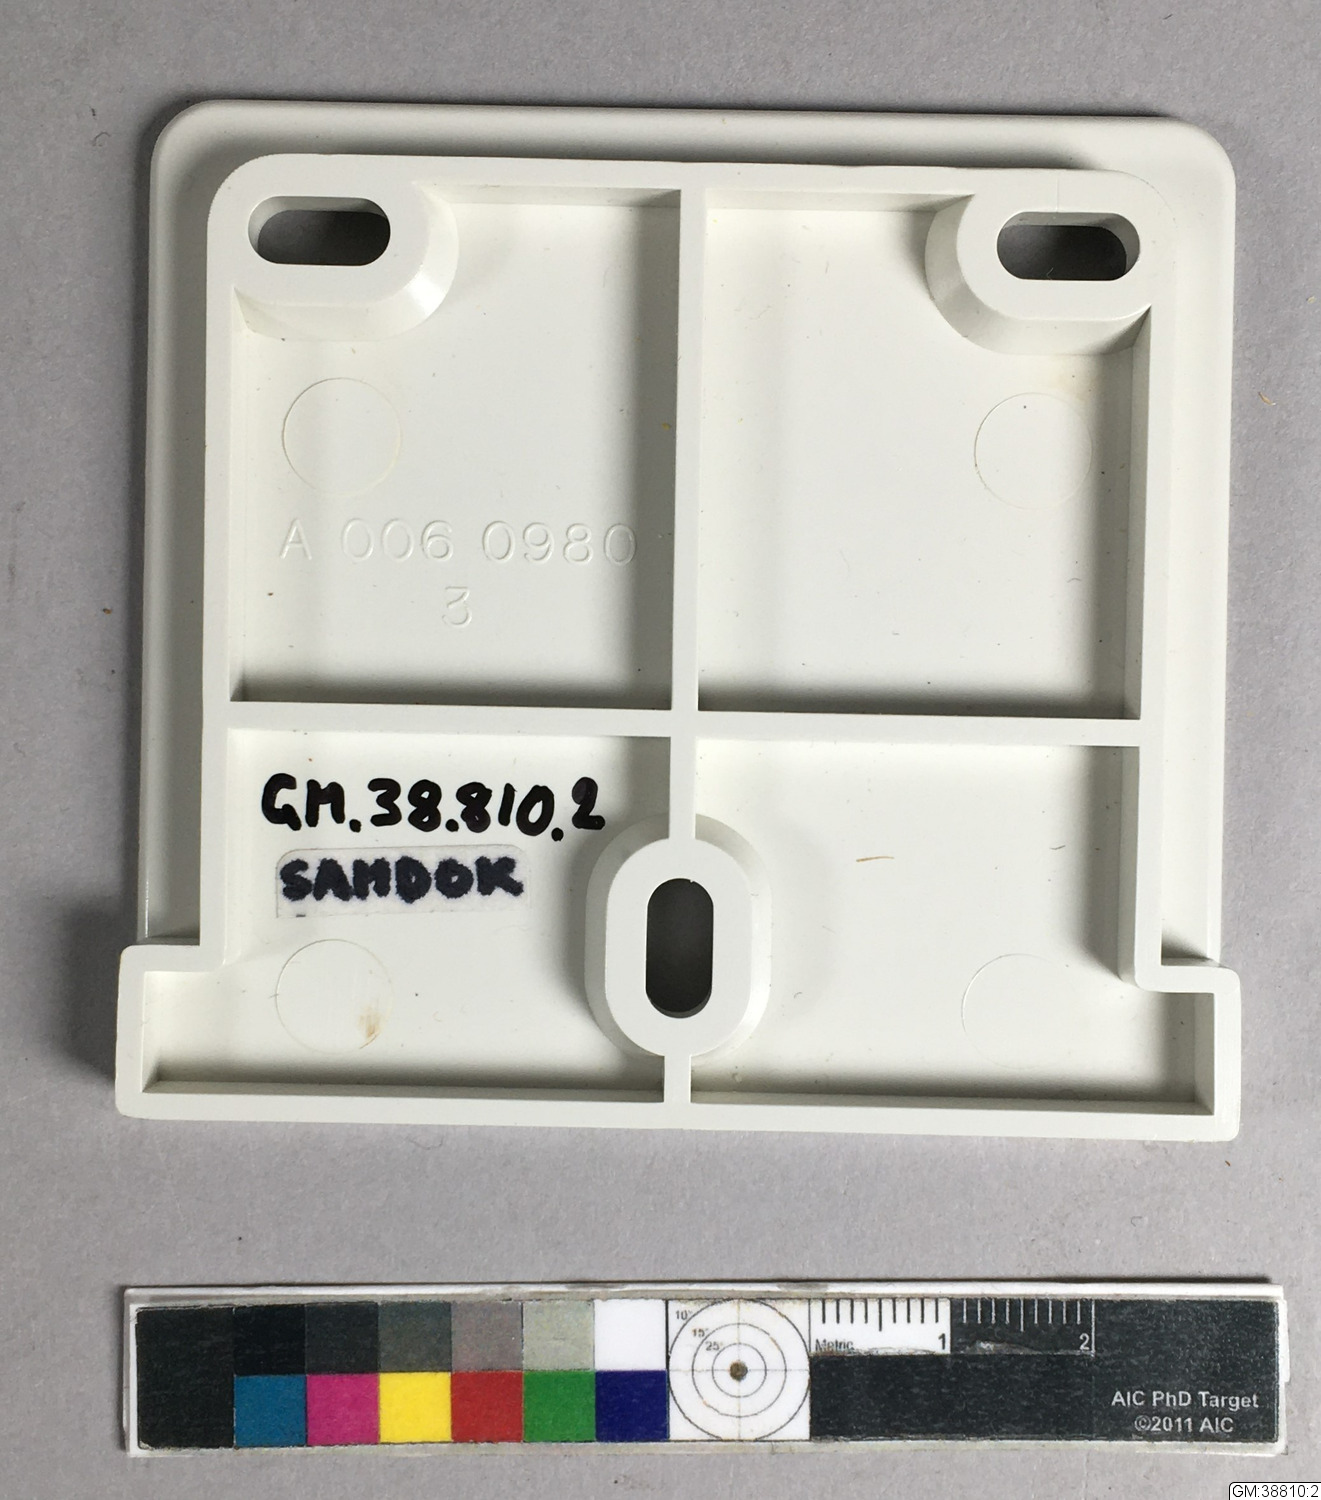 A 006 0980
3
GM.38.810.2
SAMDOK
10°
15°
25°
Metric
1
2
AIC PhD Target
©2011 AIC
GM:38810:2